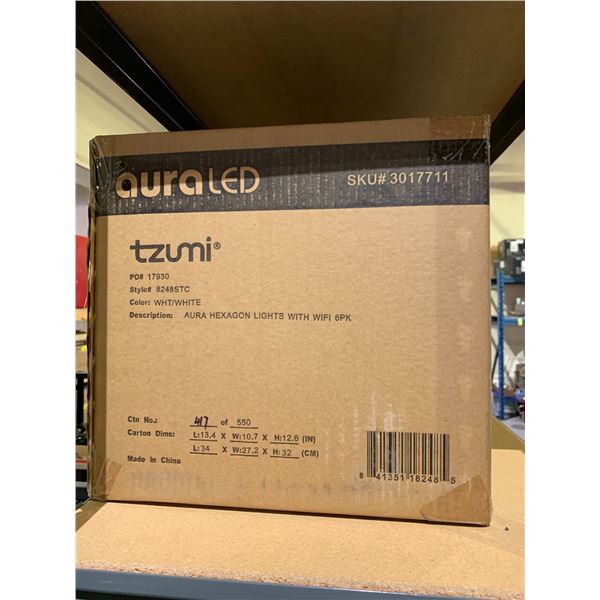 aura LED
SKU# 3017711
tzumi®
PO# 17930
Style# 8248STC
Color: WHT/WHITE
Description: AURA HEXAGON LIGHTS WITH WIFI 6PK
Ctn No.: 417 of 550
Carton Dims: L:13.4 X W:10.7 X H:12.6 (IN)
L:34 X W:27.2 X H:32 (CM)
Made in China
8 41351 18248 5